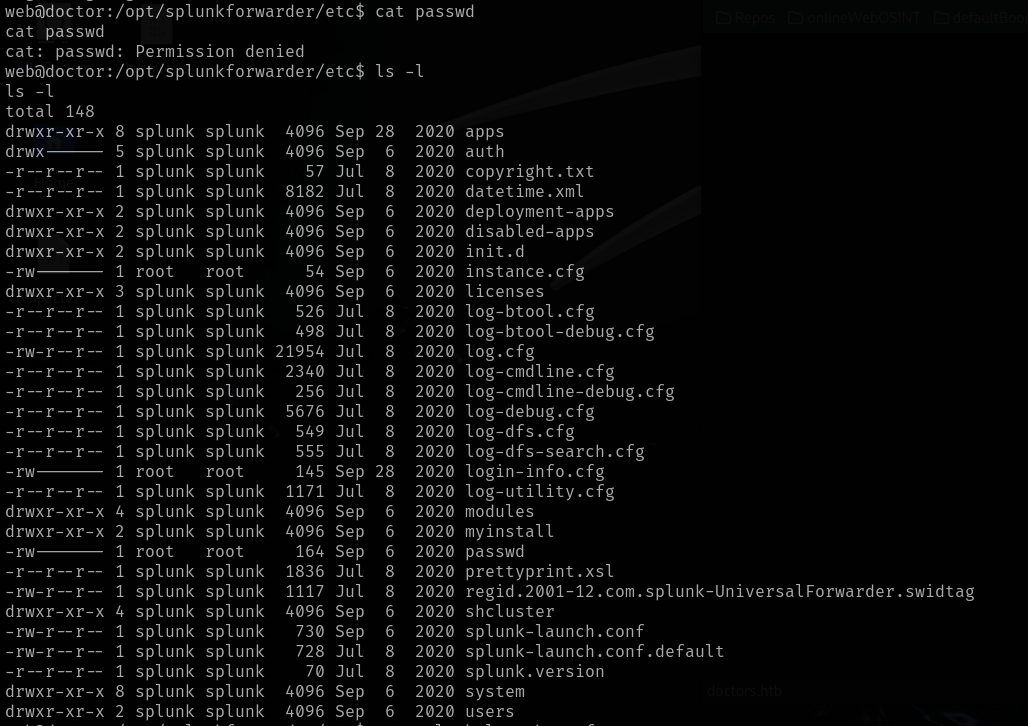 Repos onlineWebOSINT
web@doctor:/opt/splunkforwarder/etc$ cat passwd
cat passwd
cat: passwd: Permission denied
web@doctor:/opt/splunkforwarder/etc$ ls -l
ls -l
total 148
drwxr-xr-x 8 splunk splunk  4096 Sep 28  2020 apps
drwx------ 5 splunk splunk  4096 Sep  6  2020 auth
-r--r--r-- 1 splunk splunk    57 Jul  8  2020 copyright.txt
-r--r--r-- 1 splunk splunk  8182 Jul  8  2020 datetime.xml
drwxr-xr-x 2 splunk splunk  4096 Sep  6  2020 deployment-apps
drwxr-xr-x 2 splunk splunk  4096 Sep  6  2020 disabled-apps
drwxr-xr-x 2 splunk splunk  4096 Sep  6  2020 init.d
-rw------- 1 root   root      54 Sep  6  2020 instance.cfg
drwxr-xr-x 3 splunk splunk  4096 Sep  6  2020 licenses
-r--r--r-- 1 splunk splunk   526 Jul  8  2020 log-btool.cfg
-r--r--r-- 1 splunk splunk   498 Jul  8  2020 log-btool-debug.cfg
-rw-r--r-- 1 splunk splunk 21954 Jul  8  2020 log.cfg
-r--r--r-- 1 splunk splunk  2340 Jul  8  2020 log-cmdline.cfg
-r--r--r-- 1 splunk splunk   256 Jul  8  2020 log-cmdline-debug.cfg
-r--r--r-- 1 splunk splunk  5676 Jul  8  2020 log-debug.cfg
-r--r--r-- 1 splunk splunk   549 Jul  8  2020 log-dfs.cfg
-r--r--r-- 1 splunk splunk   555 Jul  8  2020 log-dfs-search.cfg
-rw------- 1 root   root     145 Sep 28  2020 login-info.cfg
-r--r--r-- 1 splunk splunk  1171 Jul  8  2020 log-utility.cfg
drwxr-xr-x 4 splunk splunk  4096 Sep  6  2020 modules
drwxr-xr-x 2 splunk splunk  4096 Sep  6  2020 myinstall
-rw------- 1 root   root     164 Sep  6  2020 passwd
-r--r--r-- 1 splunk splunk  1836 Jul  8  2020 prettyprint.xsl
-rw-r--r-- 1 splunk splunk  1117 Jul  8  2020 regid.2001-12.com.splunk-UniversalForwarder.swidtag
drwxr-xr-x 4 splunk splunk  4096 Sep  6  2020 shcluster
-rw-r--r-- 1 splunk splunk   730 Sep  6  2020 splunk-launch.conf
-rw-r--r-- 1 splunk splunk   728 Jul  8  2020 splunk-launch.conf.default
-r--r--r-- 1 splunk splunk    70 Jul  8  2020 splunk.version
drwxr-xr-x 8 splunk splunk  4096 Sep  6  2020 system
doctors.htb
drwxr-xr-x 2 splunk splunk  4096 Sep  6  2020 users